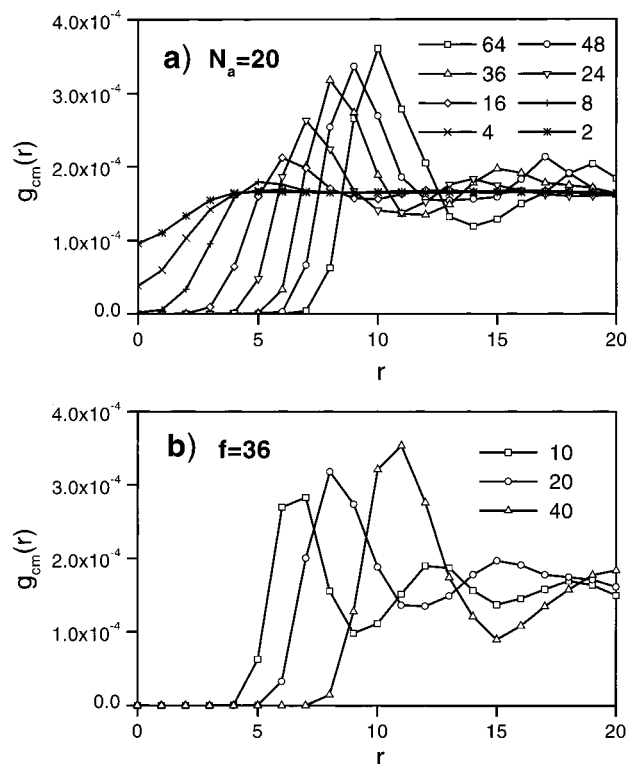 4.0x10⁻⁴
a) Nₐ=20
64 48
36 24
16 8
4 2
3.0x10⁻⁴
2.0x10⁻⁴
1.0x10⁻⁴
0.0
g_cm(r)
0 5 10 15 20
r
4.0x10⁻⁴
b) f=36
10
20
40
3.0x10⁻⁴
2.0x10⁻⁴
1.0x10⁻⁴
0.0
g_cm(r)
0 5 10 15 20
r